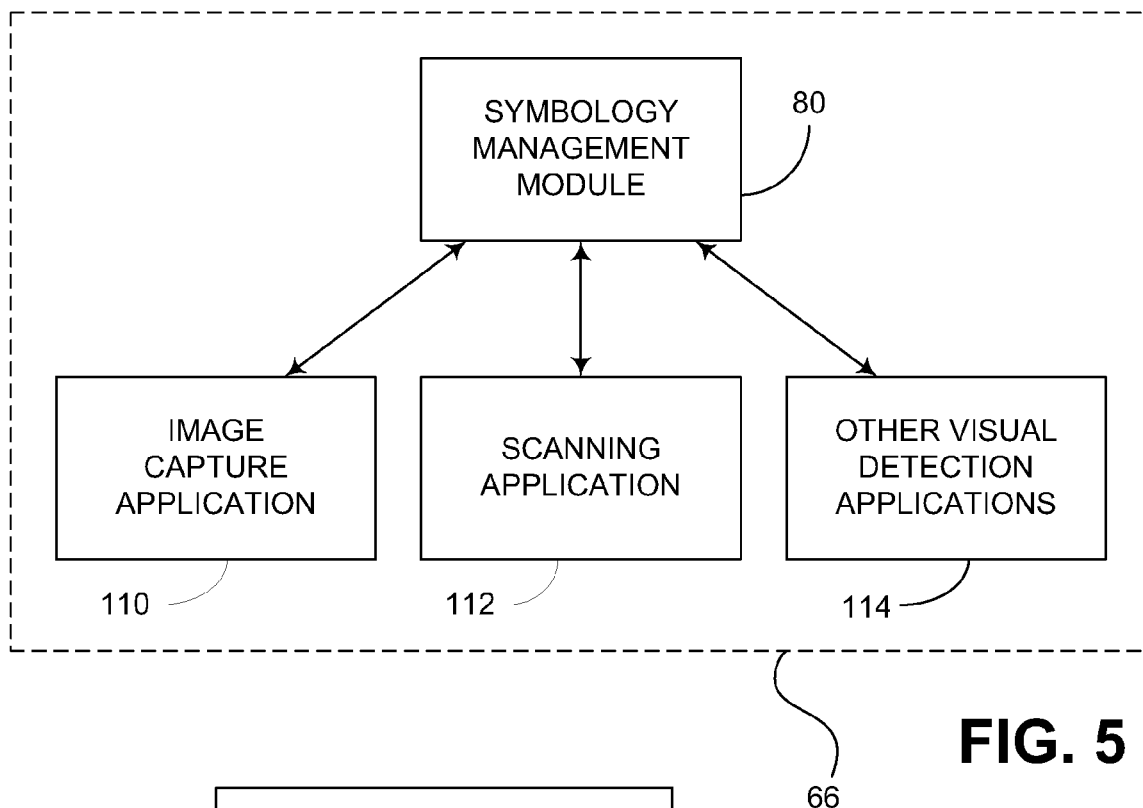 SYMBOLOGY
MANAGEMENT
MODULE
80
IMAGE
CAPTURE
APPLICATION
SCANNING
APPLICATION
OTHER VISUAL
DETECTION
APPLICATIONS
110
112
114
FIG. 5
66